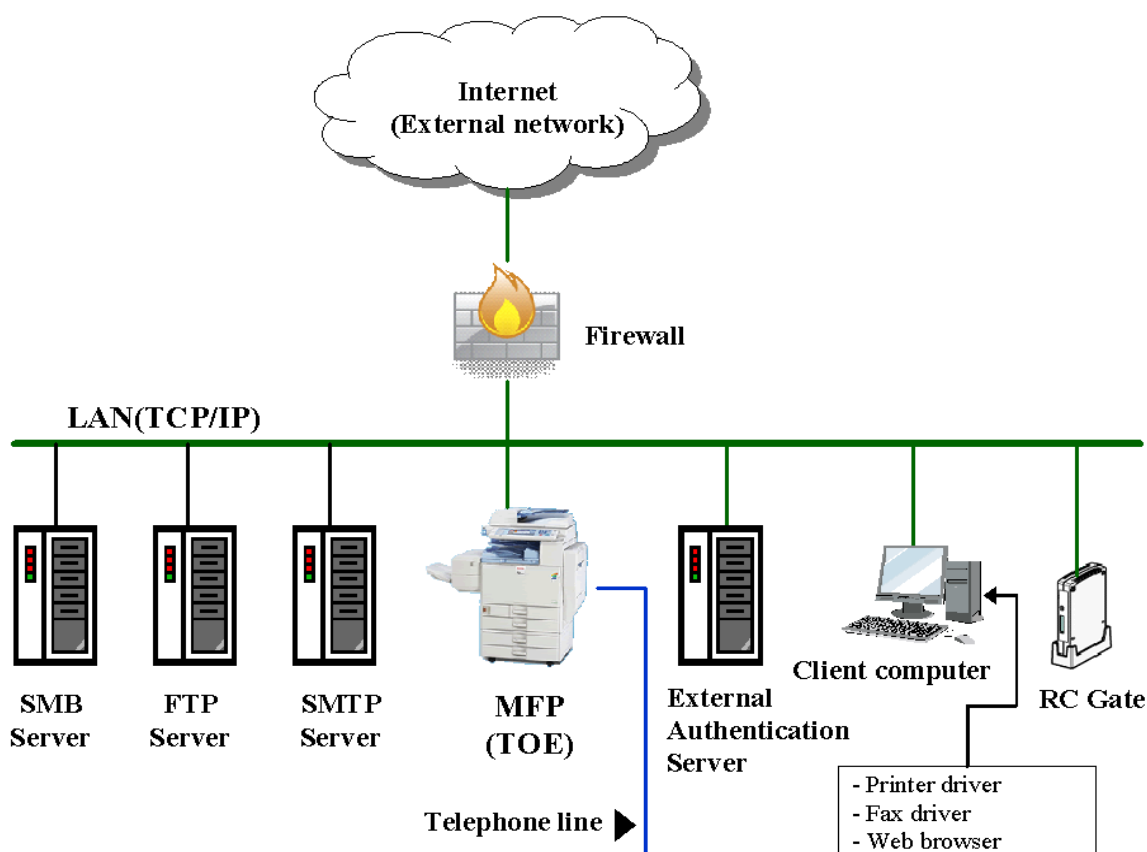 Internet
(External network)
Firewall
LAN(TCP/IP)
SMB
Server
FTP
Server
SMTP
Server
MFP
(TOE)
External
Authentication
Server
Client computer
RC Gate
Telephone line
- Printer driver
- Fax driver
- Web browser